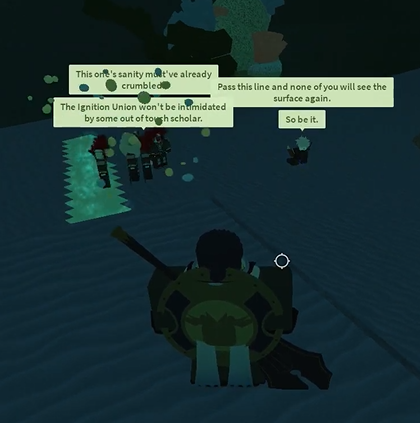 This one's sanity must've already
crumbled.
Pass this line and none of you will see the
surface again.
The Ignition Union won't be intimidated
by some out of touch scholar.
So be it.